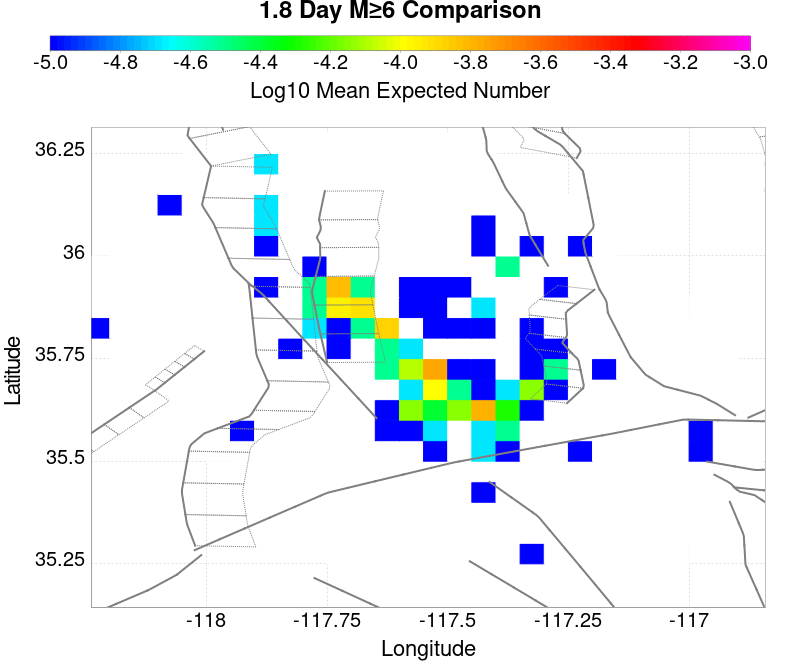 1.8 Day M≥6 Comparison
-5.0 -4.8 -4.6 -4.4 -4.2 -4.0 -3.8 -3.6 -3.4 -3.2 -3.0
Log10 Mean Expected Number
36.25
36
35.75
35.5
35.25
Latitude
-118 -117.75 -117.5 -117.25 -117
Longitude